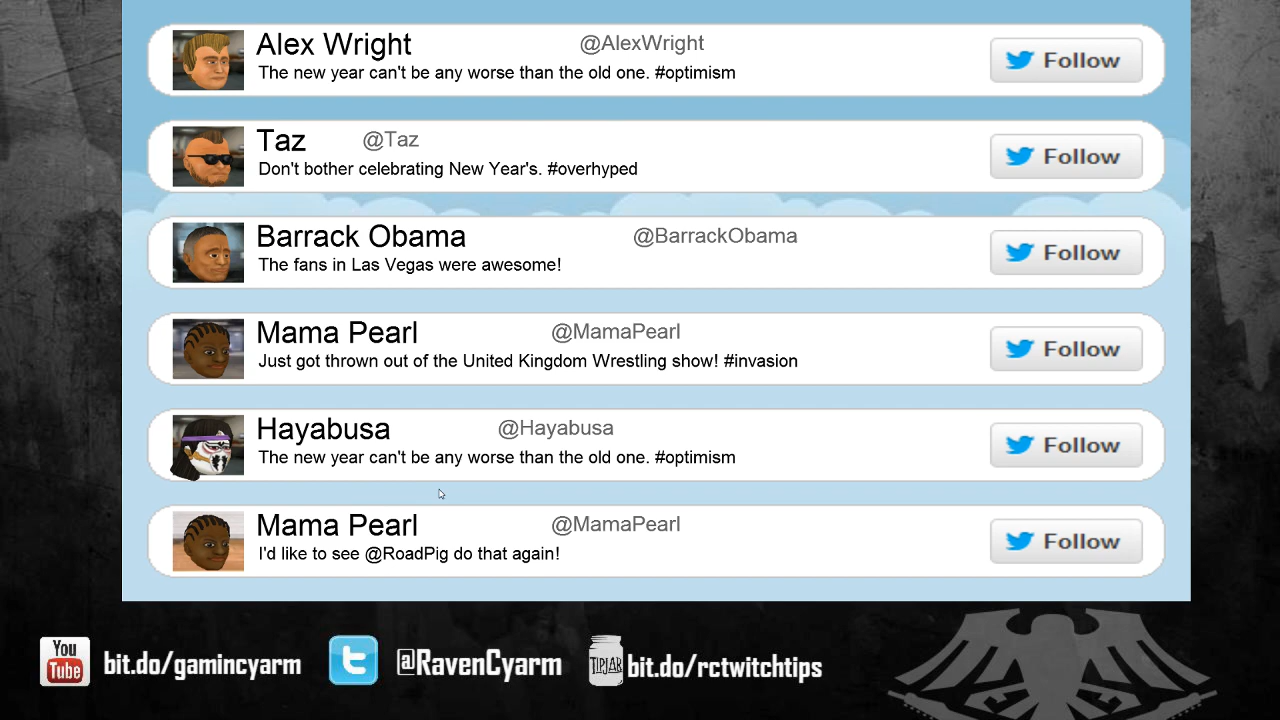 Alex Wright @AlexWright
The new year can't be any worse than the old one. #optimism
Follow
Taz @Taz
Don't bother celebrating New Year's. #overhyped
Follow
Barrack Obama @BarrackObama
The fans in Las Vegas were awesome!
Follow
Mama Pearl @MamaPearl
Just got thrown out of the United Kingdom Wrestling show! #invasion
Follow
Hayabusa @Hayabusa
The new year can't be any worse than the old one. #optimism
Follow
Mama Pearl @MamaPearl
I'd like to see @RoadPig do that again!
Follow
You
Tube
bit.do/gamincyarm
@RavenCyarm
TIPJAR
bit.do/rctwitchtips